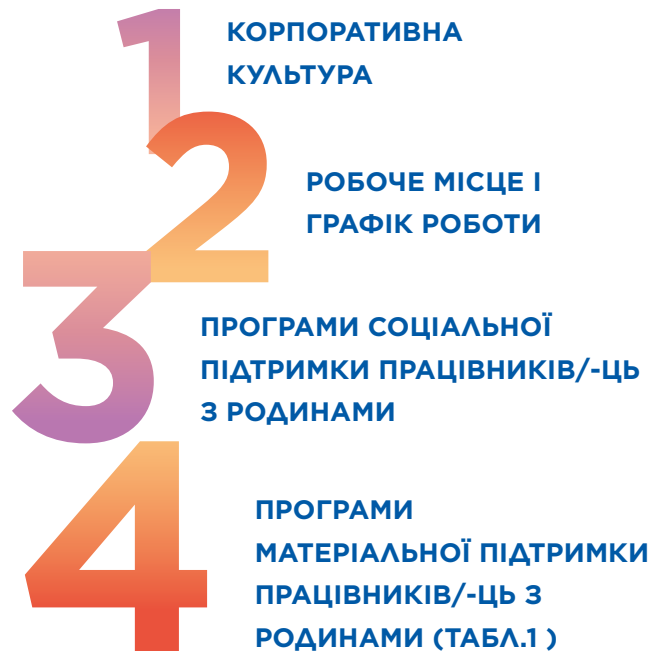 1
КОРПОРАТИВНА
КУЛЬТУРА
2
РОБОЧЕ МІСЦЕ І
ГРАФІК РОБОТИ
3
ПРОГРАМИ СОЦІАЛЬНОЇ
ПІДТРИМКИ ПРАЦІВНИКІВ/-ЦЬ
З РОДИНАМИ
4
ПРОГРАМИ
МАТЕРІАЛЬНОЇ ПІДТРИМКИ
ПРАЦІВНИКІВ/-ЦЬ З
РОДИНАМИ (ТАБЛ.1 )